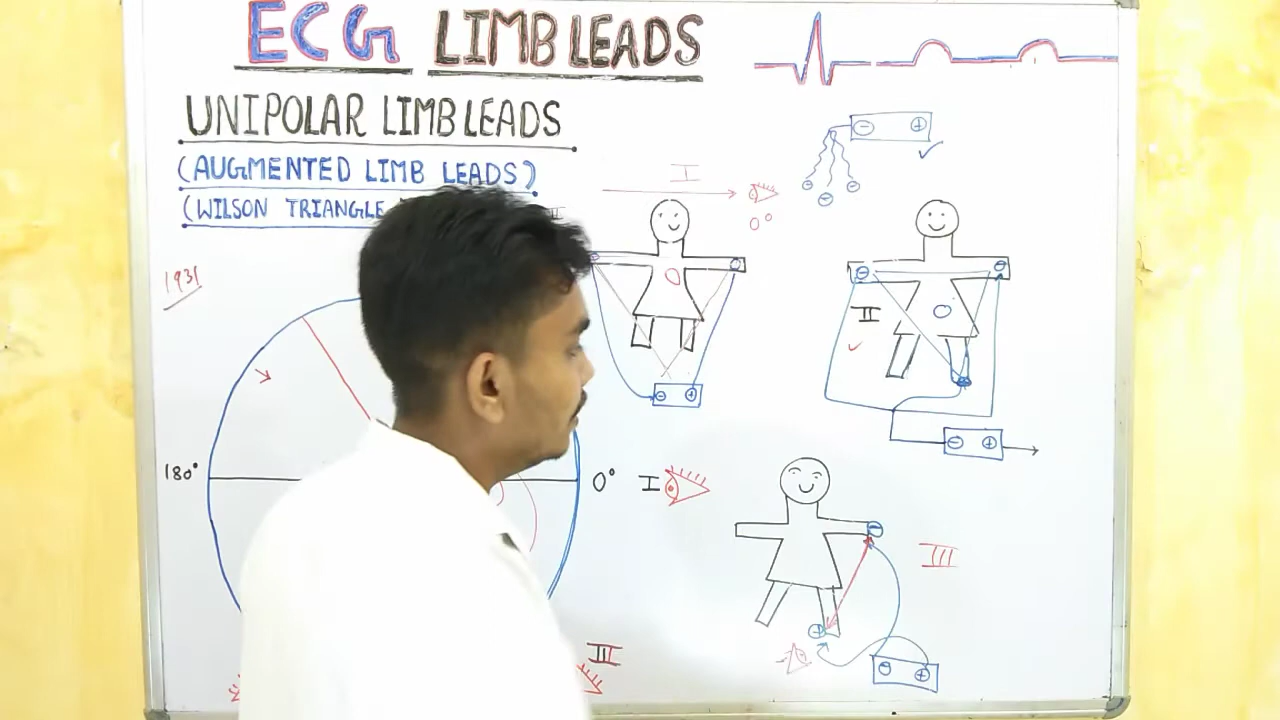 ECG LIMB LEADS
UNIPOLAR LIMB LEADS
(AUGMENTED LIMB LEADS)
(WILSON TRIANGLE
1931
I
0°
II
180°
0° I
III
II